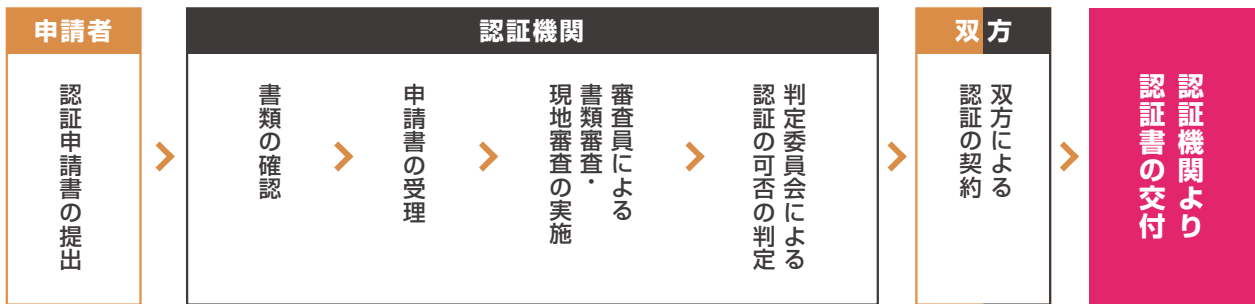 申請者
認証申請書の提出
認証機関
書類の確認
申請書の受理
審査員による
書類審査・
現地審査の実施
判定委員会による
認証の可否の判定
双方
双方による
認証の契約
認証機関より
認証書の交付